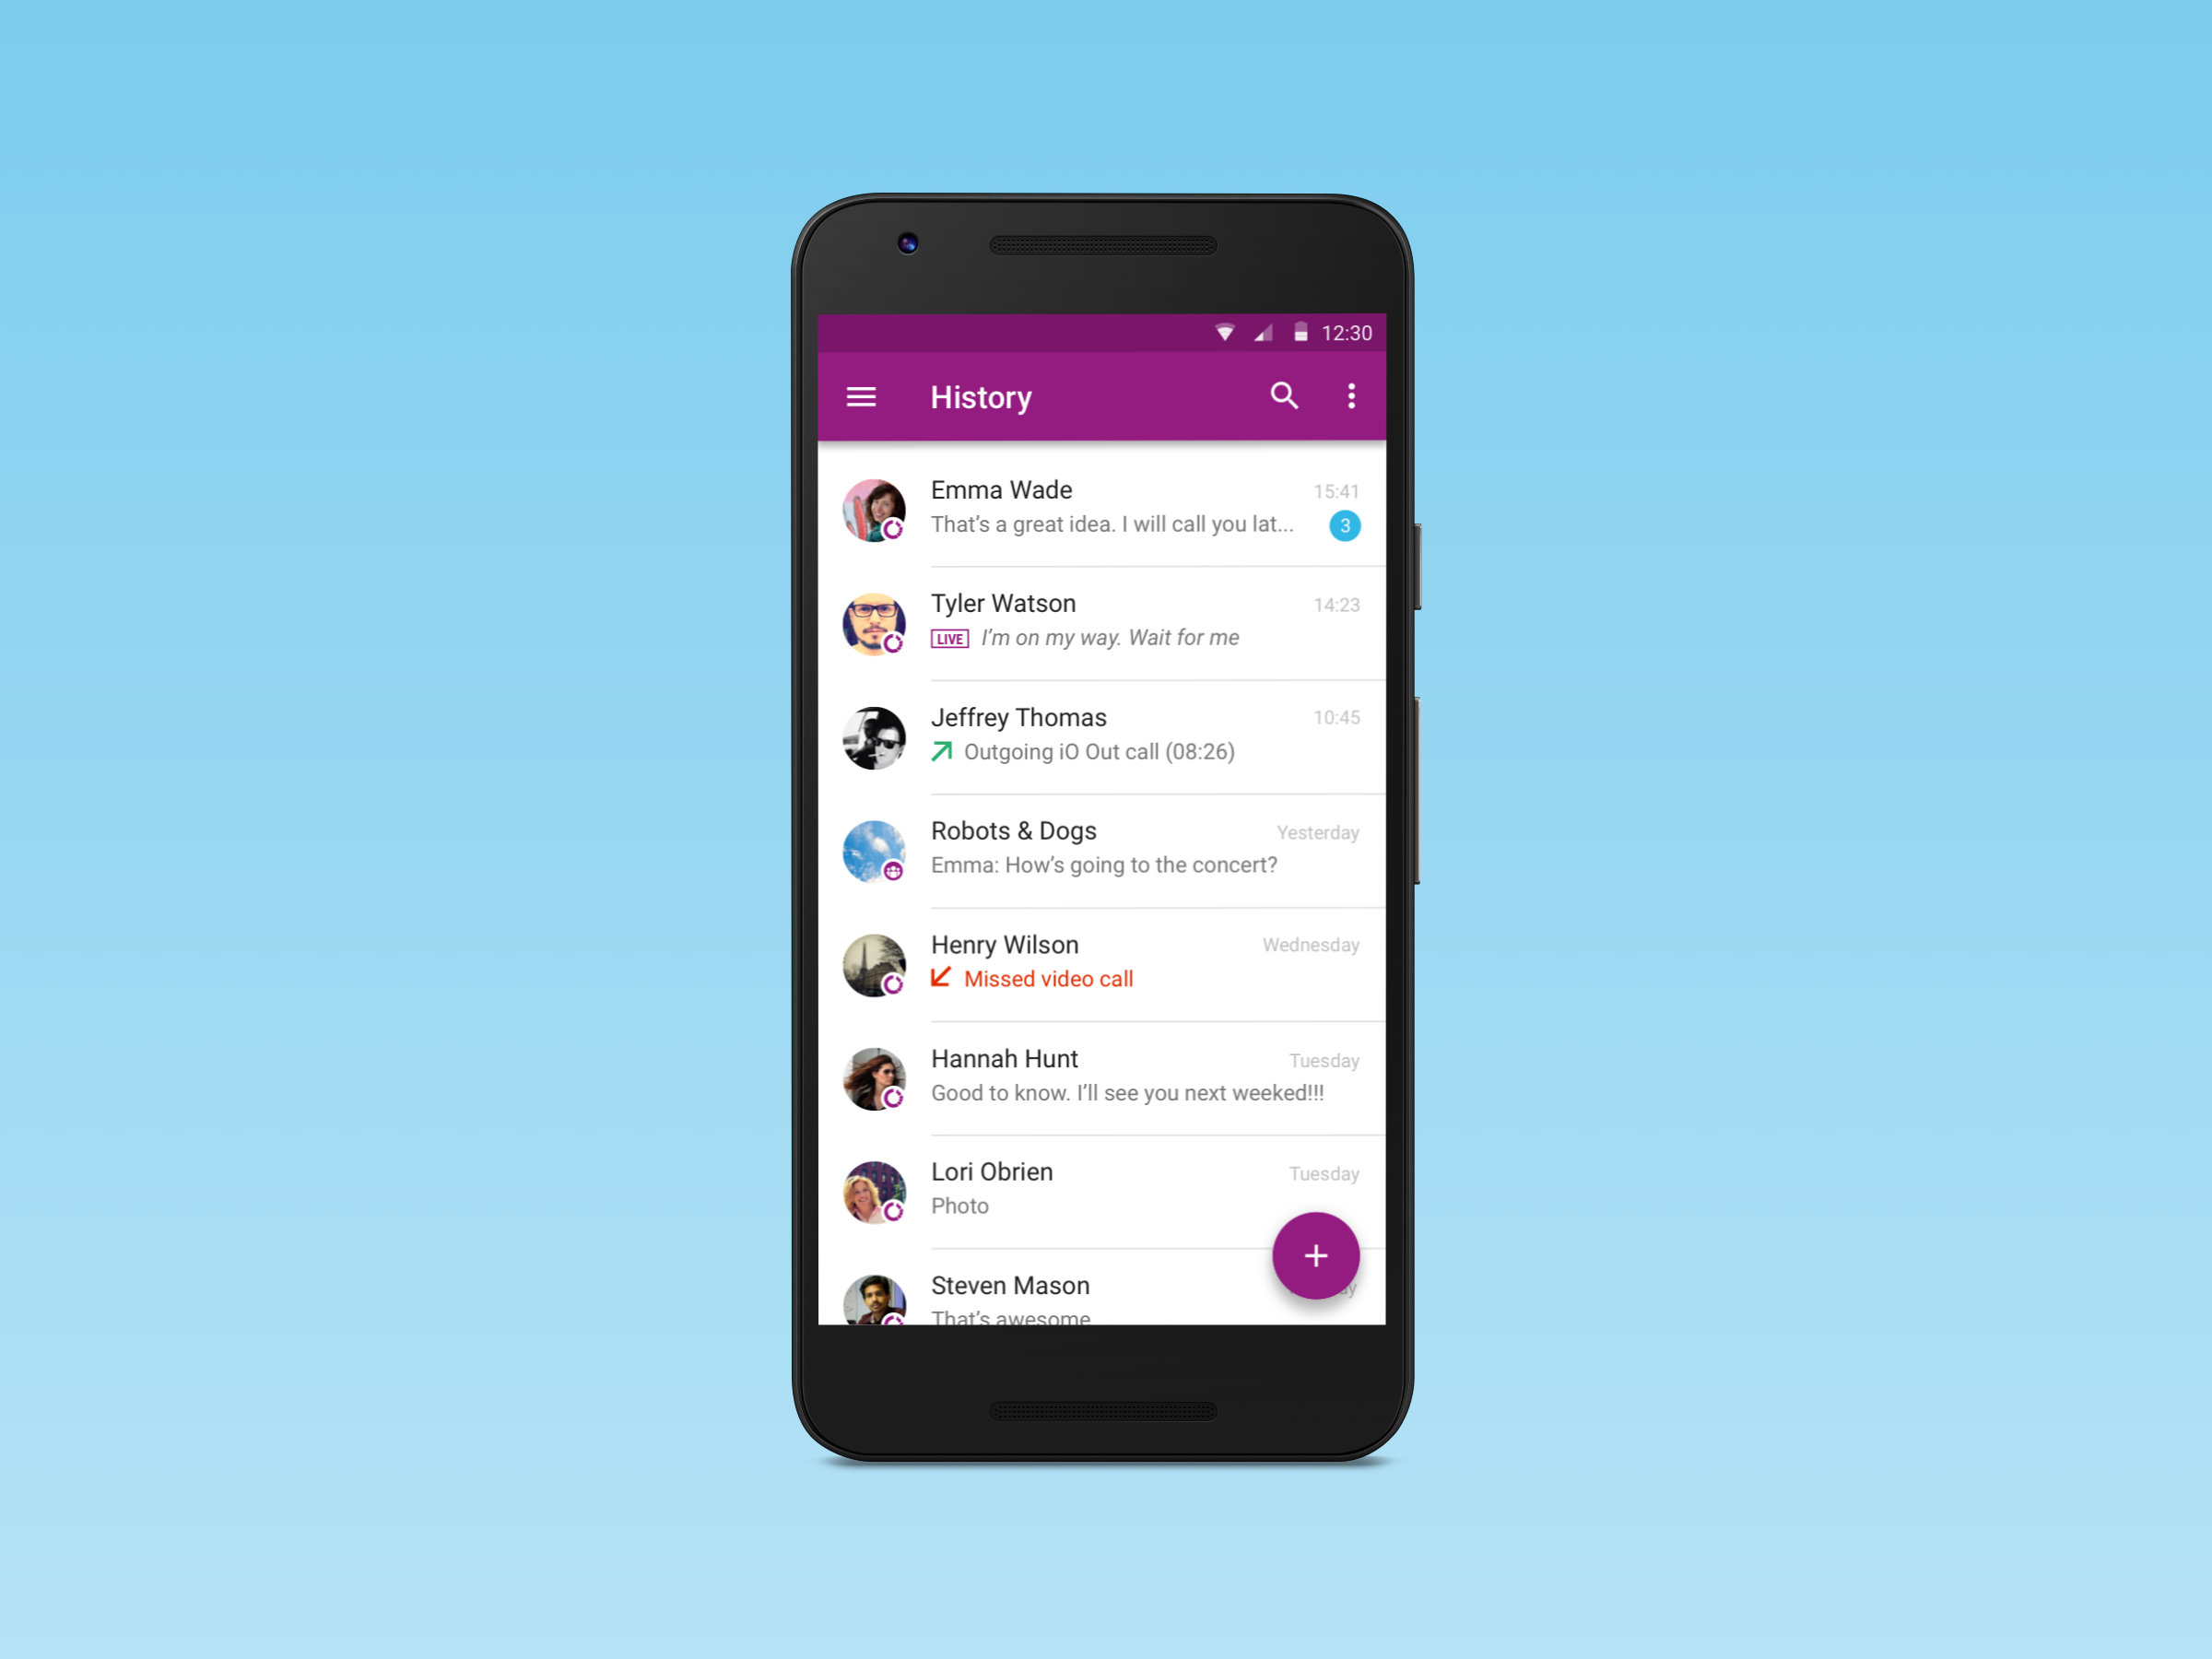 12:30
History
Emma Wade 15:41
That’s a great idea. I will call you lat... 3
Tyler Watson 14:23
LIVE I’m on my way. Wait for me
Jeffrey Thomas 10:45
Outgoing iO Out call (08:26)
Robots & Dogs Yesterday
Emma: How’s going to the concert?
Henry Wilson Wednesday
Missed video call
Hannah Hunt Tuesday
Good to know. I’ll see you next weeked!!!
Lori Obrien Tuesday
Photo
Steven Mason
That’s awesome